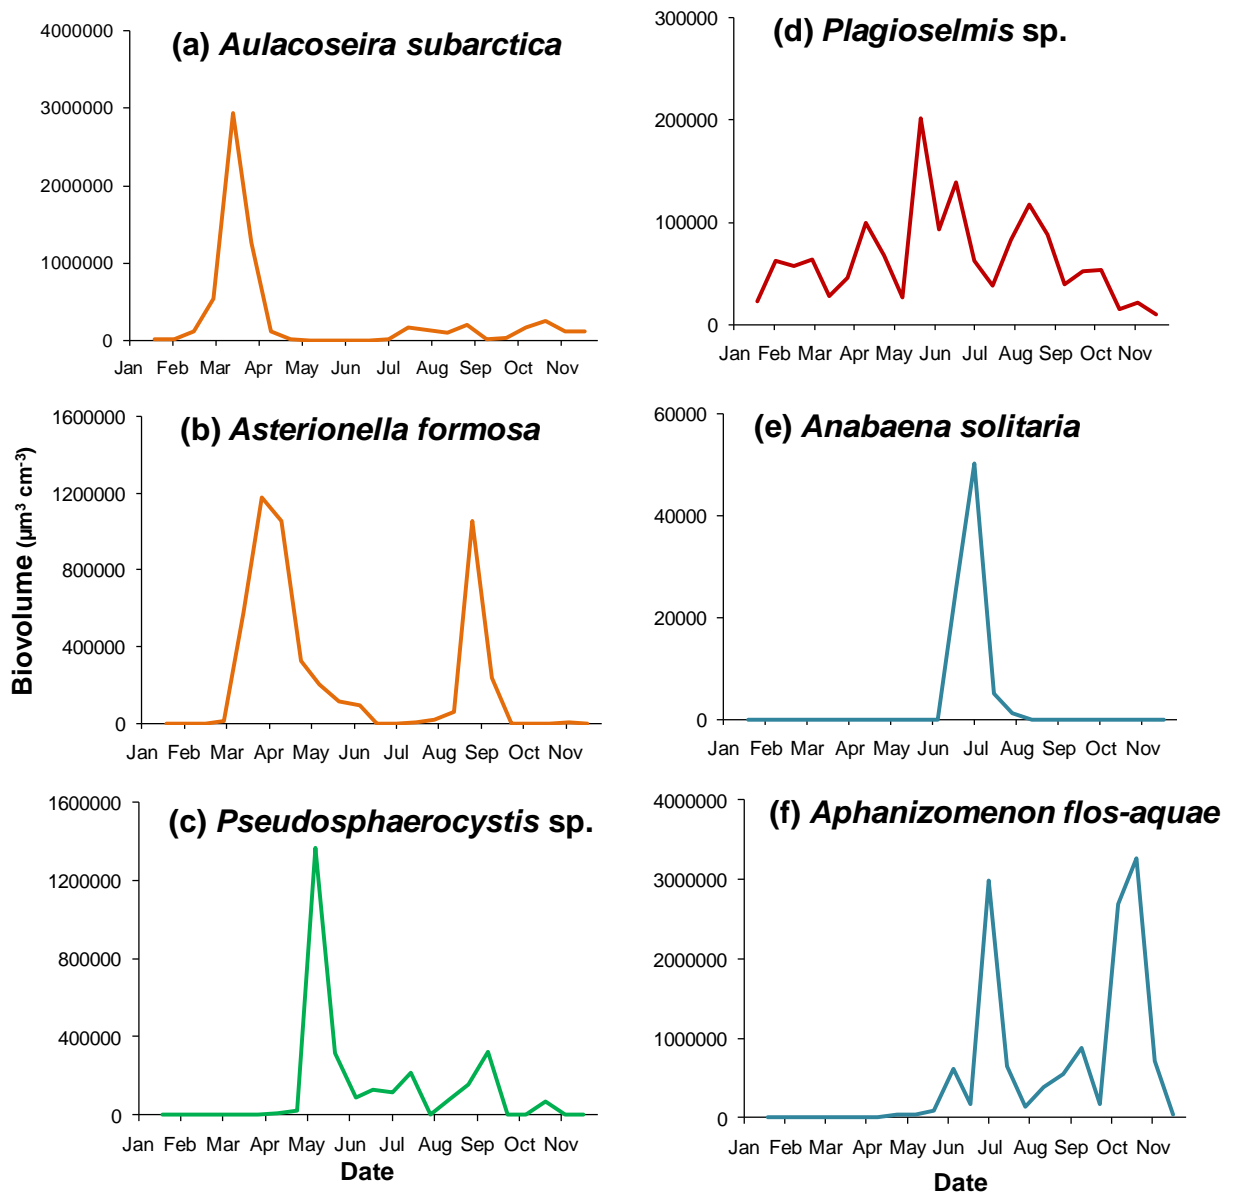 (a) Aulacoseira subarctica
4000000
3000000
2000000
1000000
0
Jan Feb Mar Apr May Jun Jul Aug Sep Oct Nov
(d) Plagioselmis sp.
300000
200000
100000
0
Jan Feb Mar Apr May Jun Jul Aug Sep Oct Nov
Biovolume (µm³ cm⁻³)
(b) Asterionella formosa
1600000
1200000
800000
400000
0
Jan Feb Mar Apr May Jun Jul Aug Sep Oct Nov
(e) Anabaena solitaria
60000
40000
20000
0
Jan Feb Mar Apr May Jun Jul Aug Sep Oct Nov
(c) Pseudosphaerocystis sp.
1600000
1200000
800000
400000
0
Jan Feb Mar Apr May Jun Jul Aug Sep Oct Nov
Date
(f) Aphanizomenon flos-aquae
4000000
3000000
2000000
1000000
0
Jan Feb Mar Apr May Jun Jul Aug Sep Oct Nov
Date